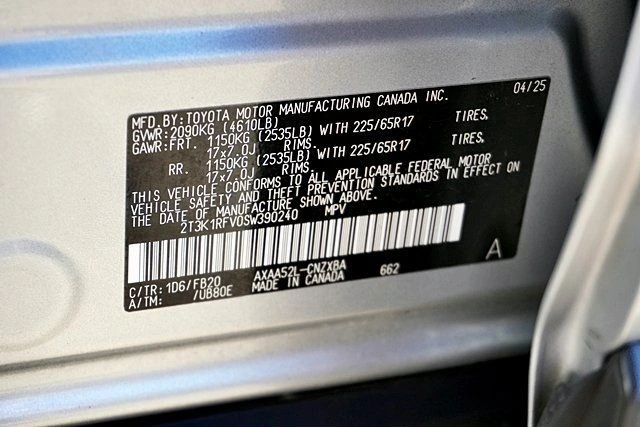 MFD.BY:TOYOTA MOTOR MANUFACTURING CANADA INC. 04/25
GVWR:2090KG (4610LB)
GAWR:FRT. 1150KG (2535LB) WITH 225/65R17 TIRES,
17x7.0J RIMS.
RR. 1150KG (2535LB) WITH 225/65R17 TIRES,
17x7.0J RIMS.
THIS VEHICLE CONFORMS TO ALL APPLICABLE FEDERAL MOTOR
VEHICLE SAFETY AND THEFT PREVENTION STANDARDS IN EFFECT ON
THE DATE OF MANUFACTURE SHOWN ABOVE.
2T3K1RFV0SW390240 MPV
C/TR: 1D6/FB20 AXAA52L-CNZXBA 662
A/TM: /UB80E MADE IN CANADA
A